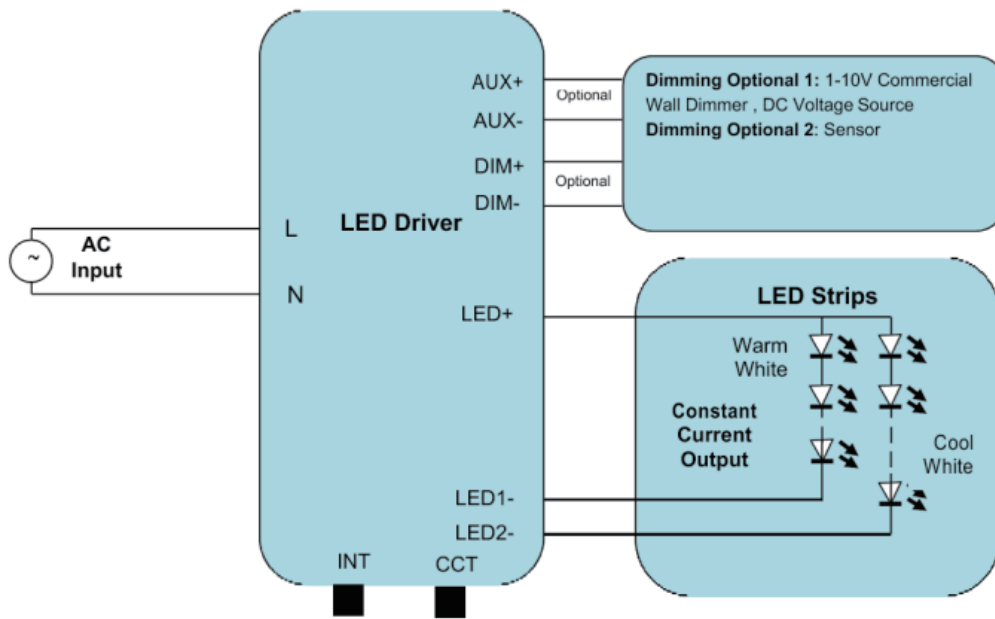 AUX+
Optional
AUX-
DIM+
Optional
DIM-
Dimming Optional 1: 1-10V Commercial
Wall Dimmer , DC Voltage Source
Dimming Optional 2: Sensor
AC
Input
~
L
N
LED Driver
LED+
LED1-
LED2-
INT
CCT
LED Strips
Warm
White
Constant
Current
Output
Cool
White